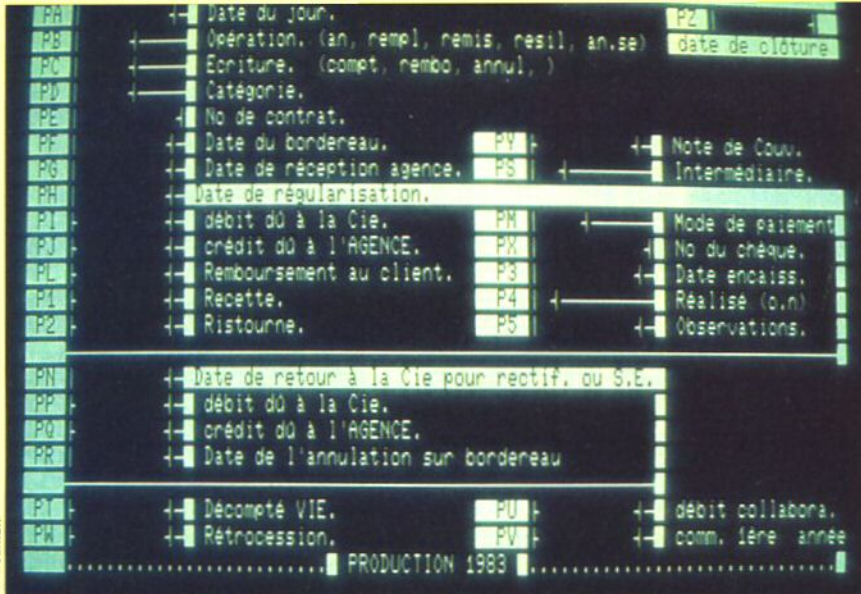 PA Date du jour. PZ
PB Opération. (an, rempl, remis, resil, an.se) date de clôture
PC Ecriture. (compt, rembo, annul, )
PD Catégorie.
PE No de contrat.
PF Date du bordereau. PY Note de Couv.
PG Date de réception agence. PS Intermédiaire.
PH Date de régularisation.
PI débit dû à la Cie. PM Mode de paiement
PJ crédit dû à l'AGENCE. PX No du chèque.
PL Remboursement au client. P3 Date encaiss.
P1 Recette. P4 Réalisé (o.n)
P2 Ristourne. P5 Observations.
PN Date de retour à la Cie pour rectif. ou S.E.
PP débit dû à la Cie.
PQ crédit dû à l'AGENCE.
PR Date de l'annulation sur bordereau
PT Décompté VIE. PU débit collabora.
PW Rétrocession. PV comm. 1ère année
PRODUCTION 1983